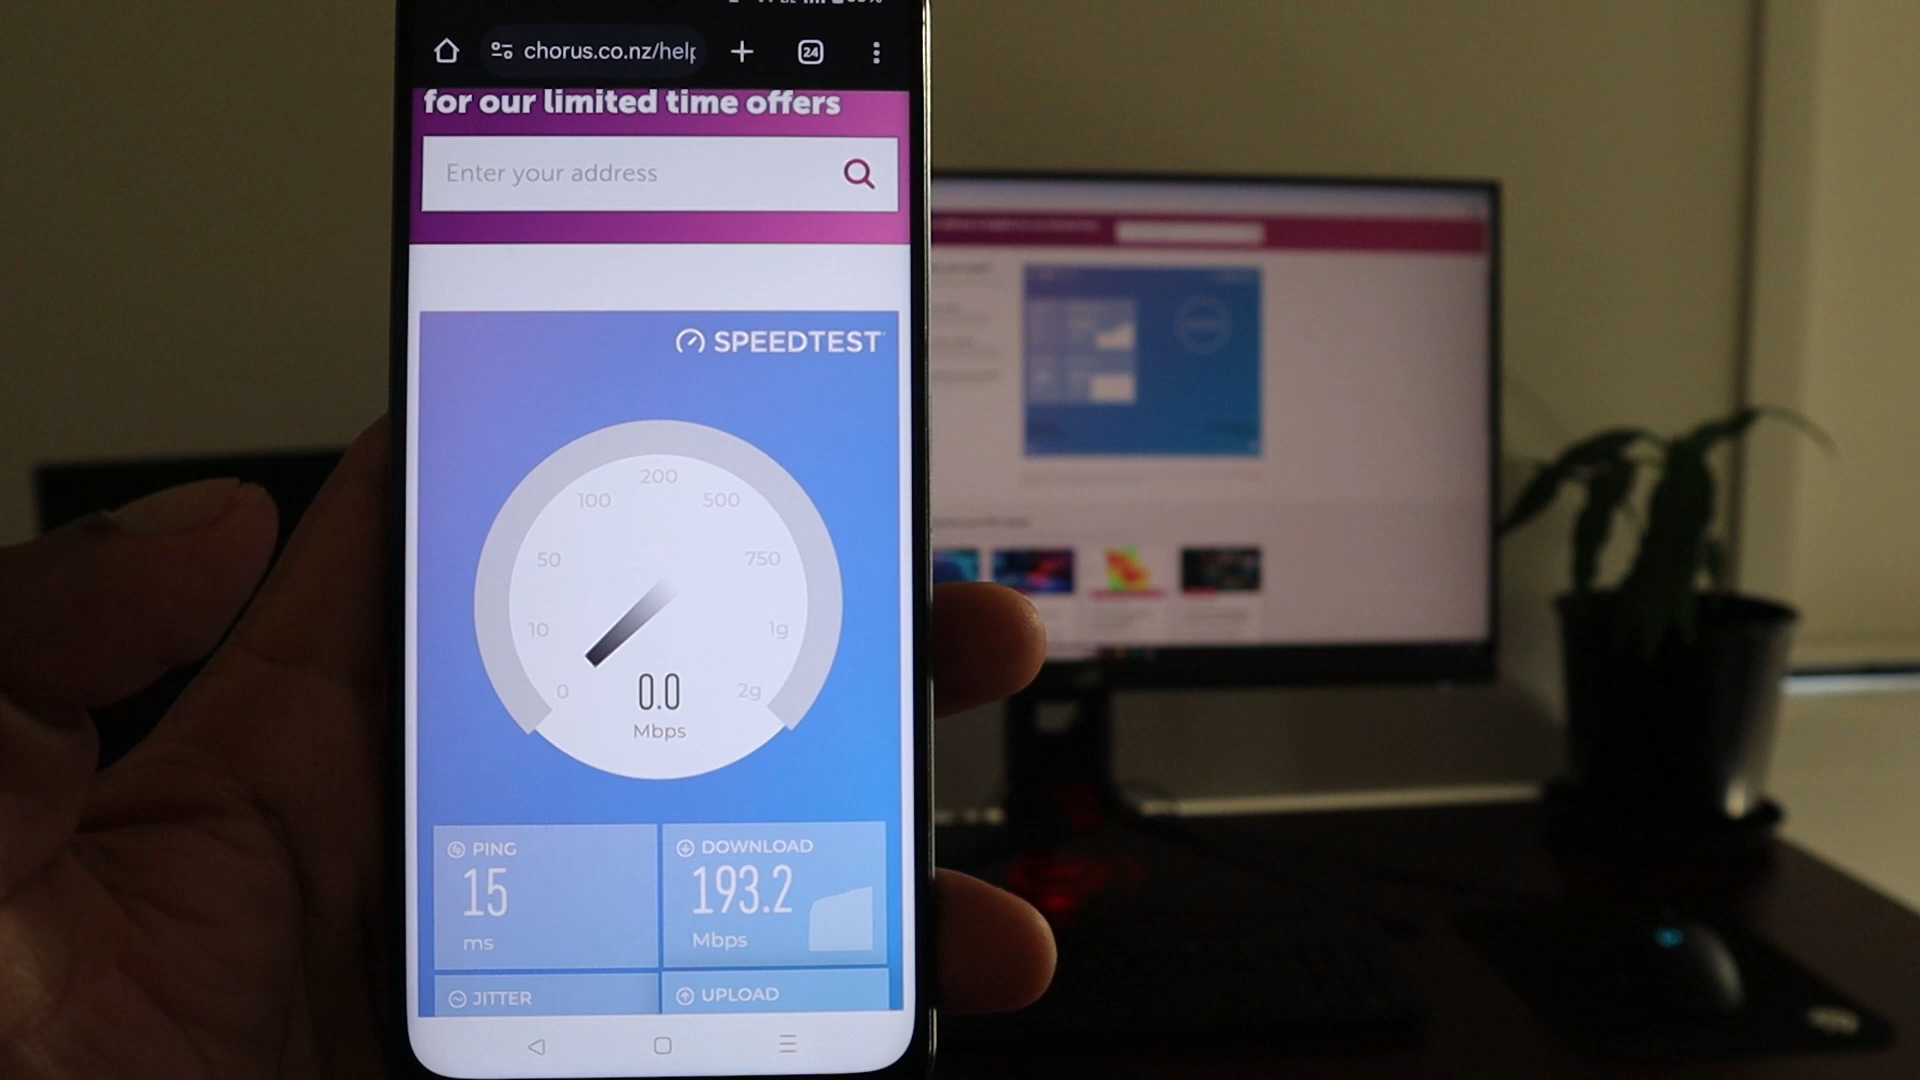 chorus.co.nz/help
24
for our limited time offers
Enter your address
SPEEDTEST
200
100
500
50
750
10
1g
0
2g
0.0
Mbps
PING
DOWNLOAD
15
193.2
ms
Mbps
JITTER
UPLOAD